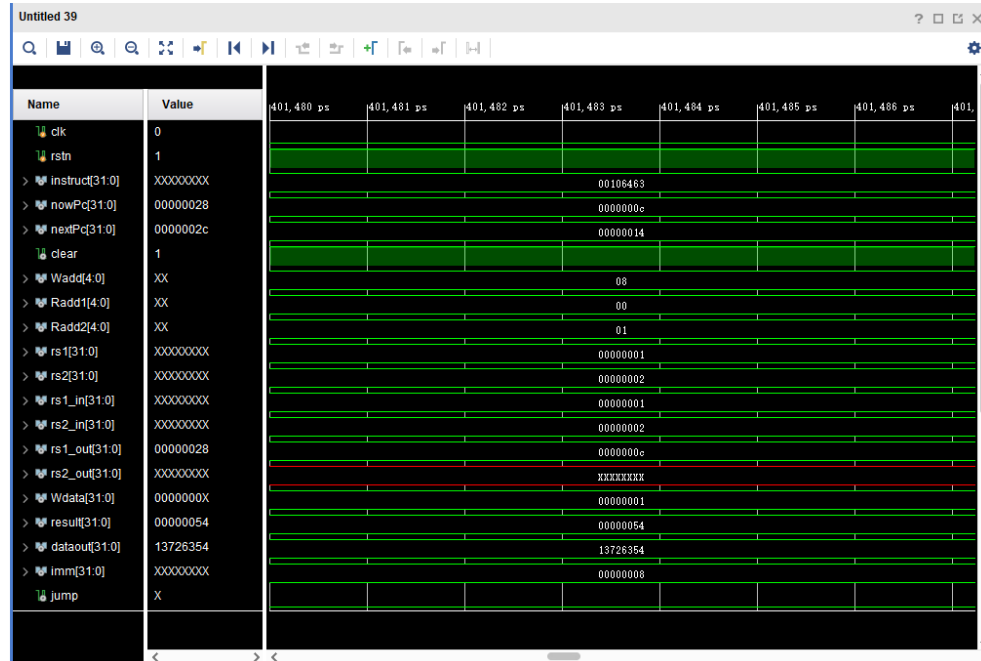 Untitled 39
Name Value 401,480 ps 401,481 ps 401,482 ps 401,483 ps 401,484 ps 401,485 ps 401,486 ps 401,
clk 0
rstn 1
instruct[31:0] XXXXXXXX 00106463
nowPc[31:0] 00000028 0000000c
nextPc[31:0] 0000002c 00000014
clear 1
Wadd[4:0] XX 08
Radd1[4:0] XX 00
Radd2[4:0] XX 01
rs1[31:0] XXXXXXXX 00000001
rs2[31:0] XXXXXXXX 00000002
rs1_in[31:0] XXXXXXXX 00000001
rs2_in[31:0] XXXXXXXX 00000002
rs1_out[31:0] 00000028 0000000c
rs2_out[31:0] XXXXXXXX XXXXXXXX
Wdata[31:0] 0000000X 00000001
result[31:0] 00000054 00000054
dataout[31:0] 13726354 13726354
imm[31:0] XXXXXXXX 00000008
jump X